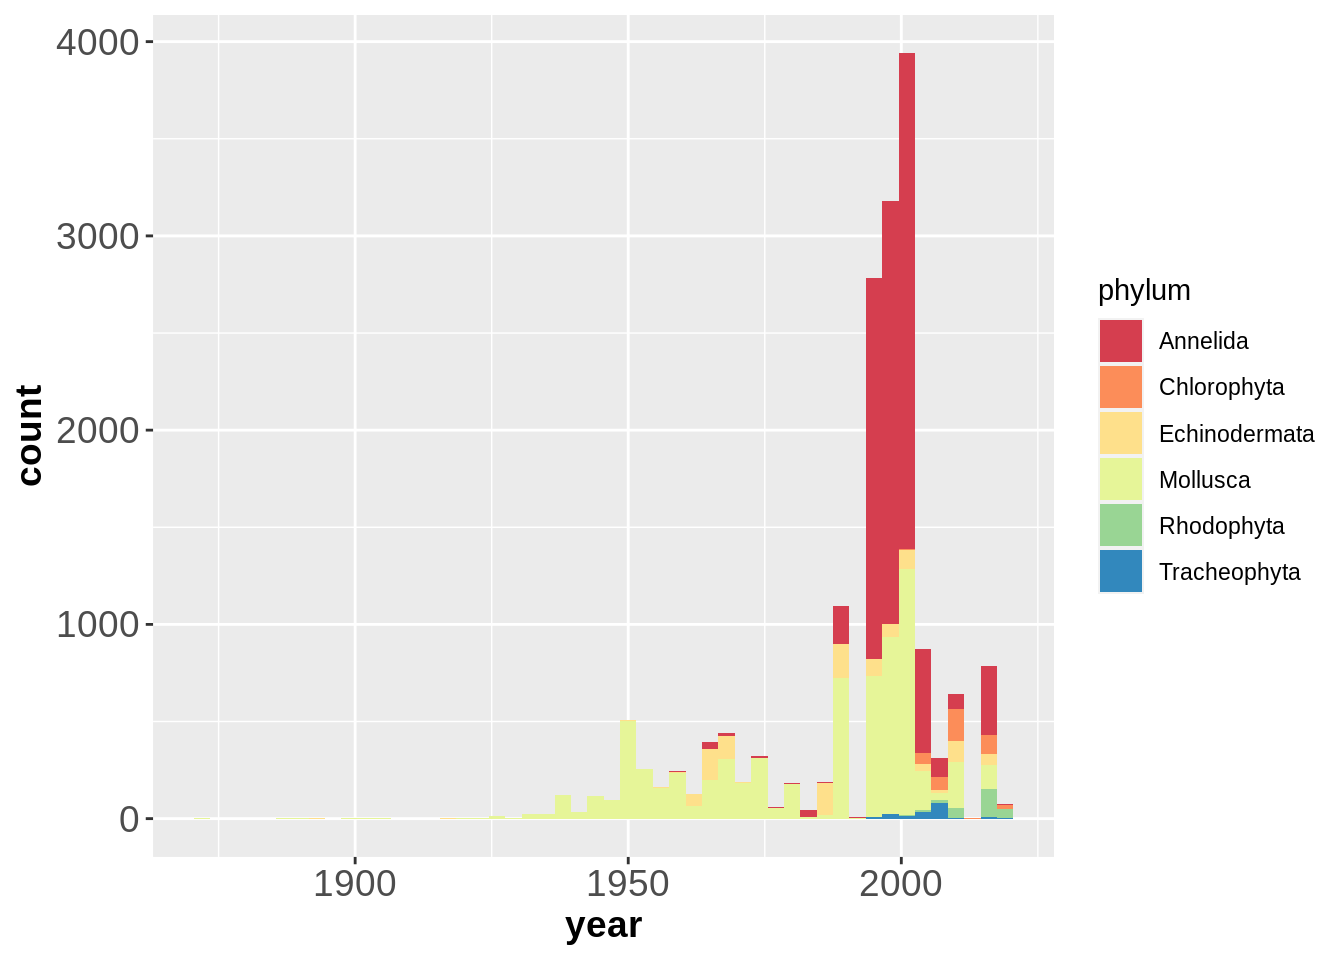 4000
3000
2000
1000
0
count
1900
1950
2000
year
phylum
Annelida
Chlorophyta
Echinodermata
Mollusca
Rhodophyta
Tracheophyta